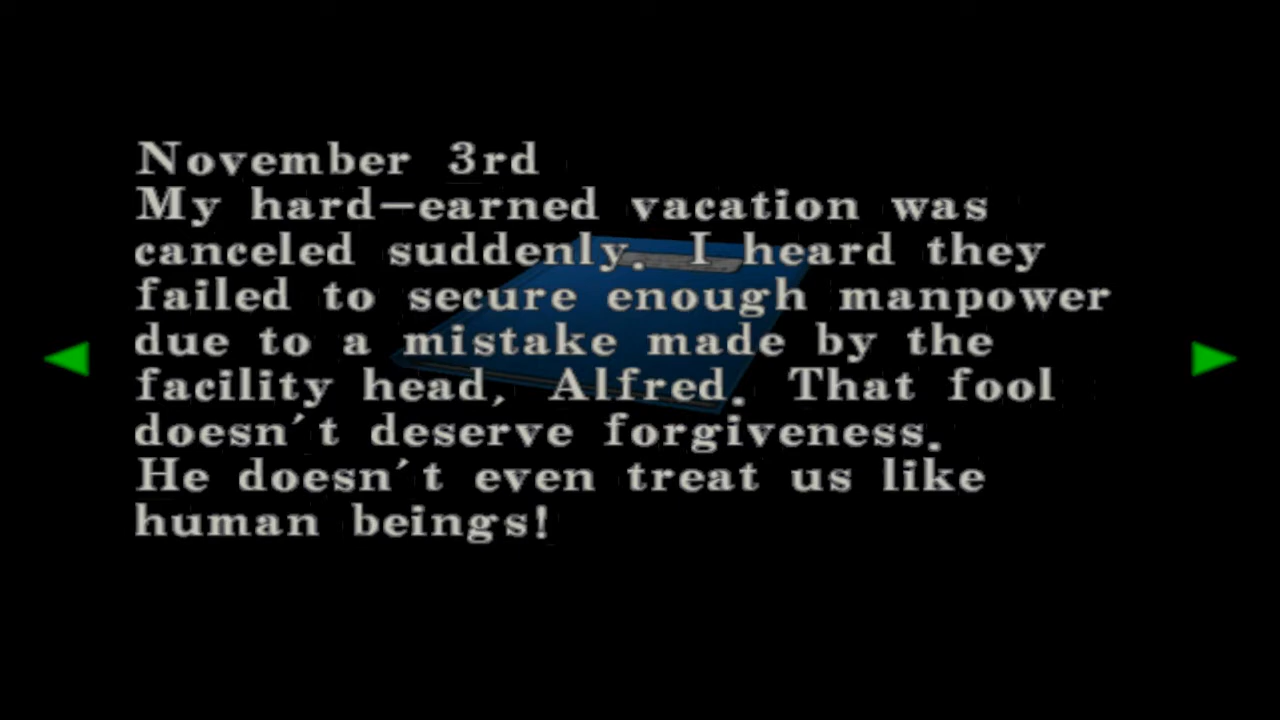 November 3rd
My hard-earned vacation was
canceled suddenly. I heard they
failed to secure enough manpower
due to a mistake made by the
facility head, Alfred. That fool
doesn't deserve forgiveness.
He doesn't even treat us like
human beings!